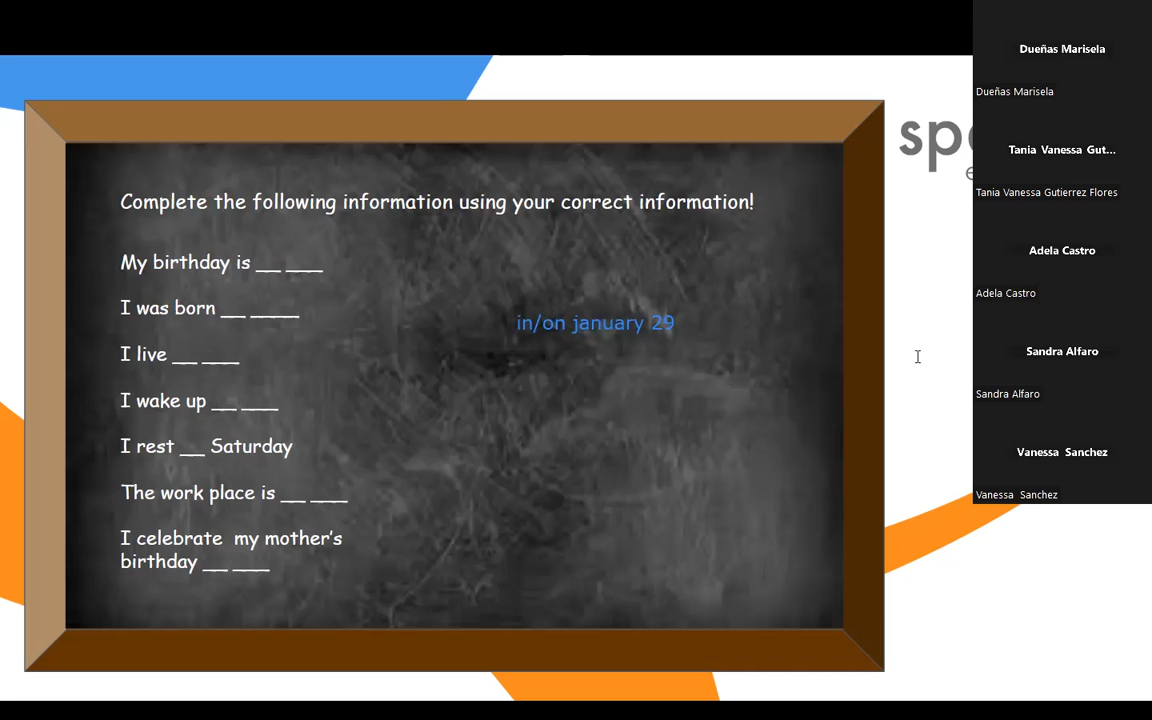 Complete the following information using your correct information!
My birthday is __ ___
I was born __ ____
I live __ ___
I wake up __ ___
I rest __ Saturday
The work place is __ ___
I celebrate my mother's
birthday __ ___
in/on january 29
Dueñas Marisela
Dueñas Marisela
Tania Vanessa Gut...
Tania Vanessa Gutierrez Flores
Adela Castro
Adela Castro
Sandra Alfaro
Sandra Alfaro
Vanessa Sanchez
Vanessa Sanchez